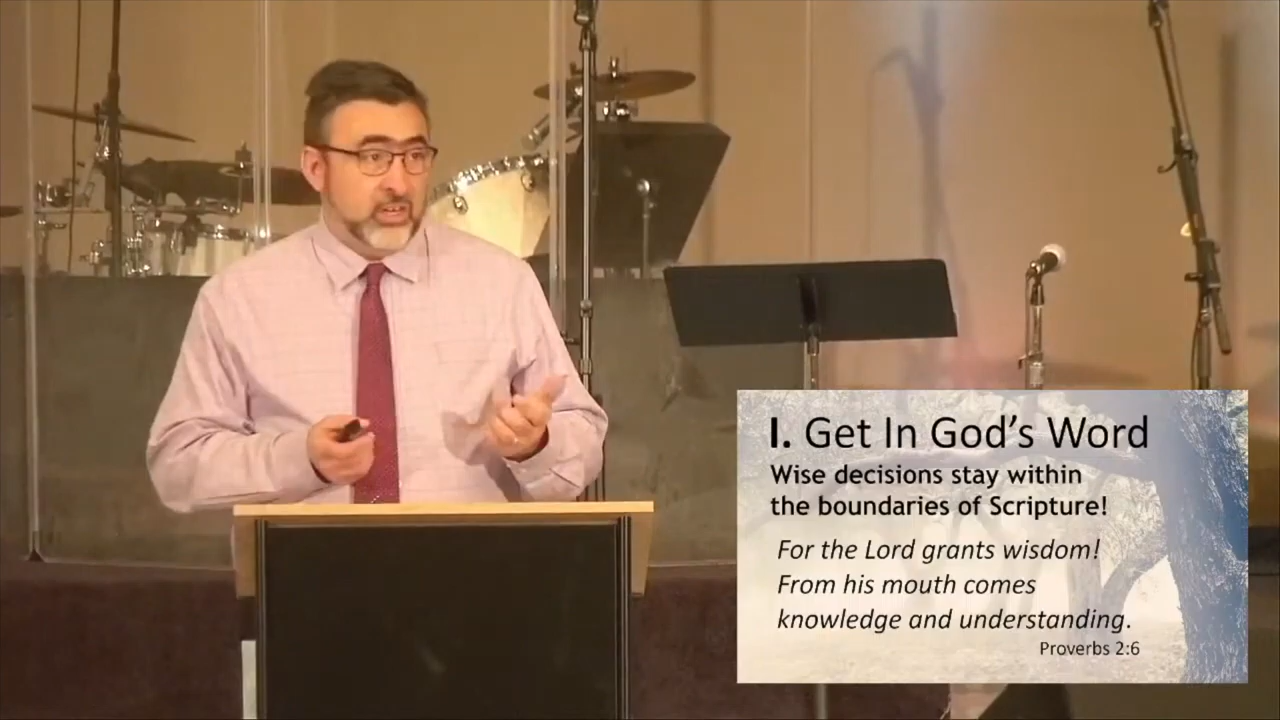 I. Get In God's Word
Wise decisions stay within
the boundaries of Scripture!
For the Lord grants wisdom!
From his mouth comes
knowledge and understanding.
Proverbs 2:6